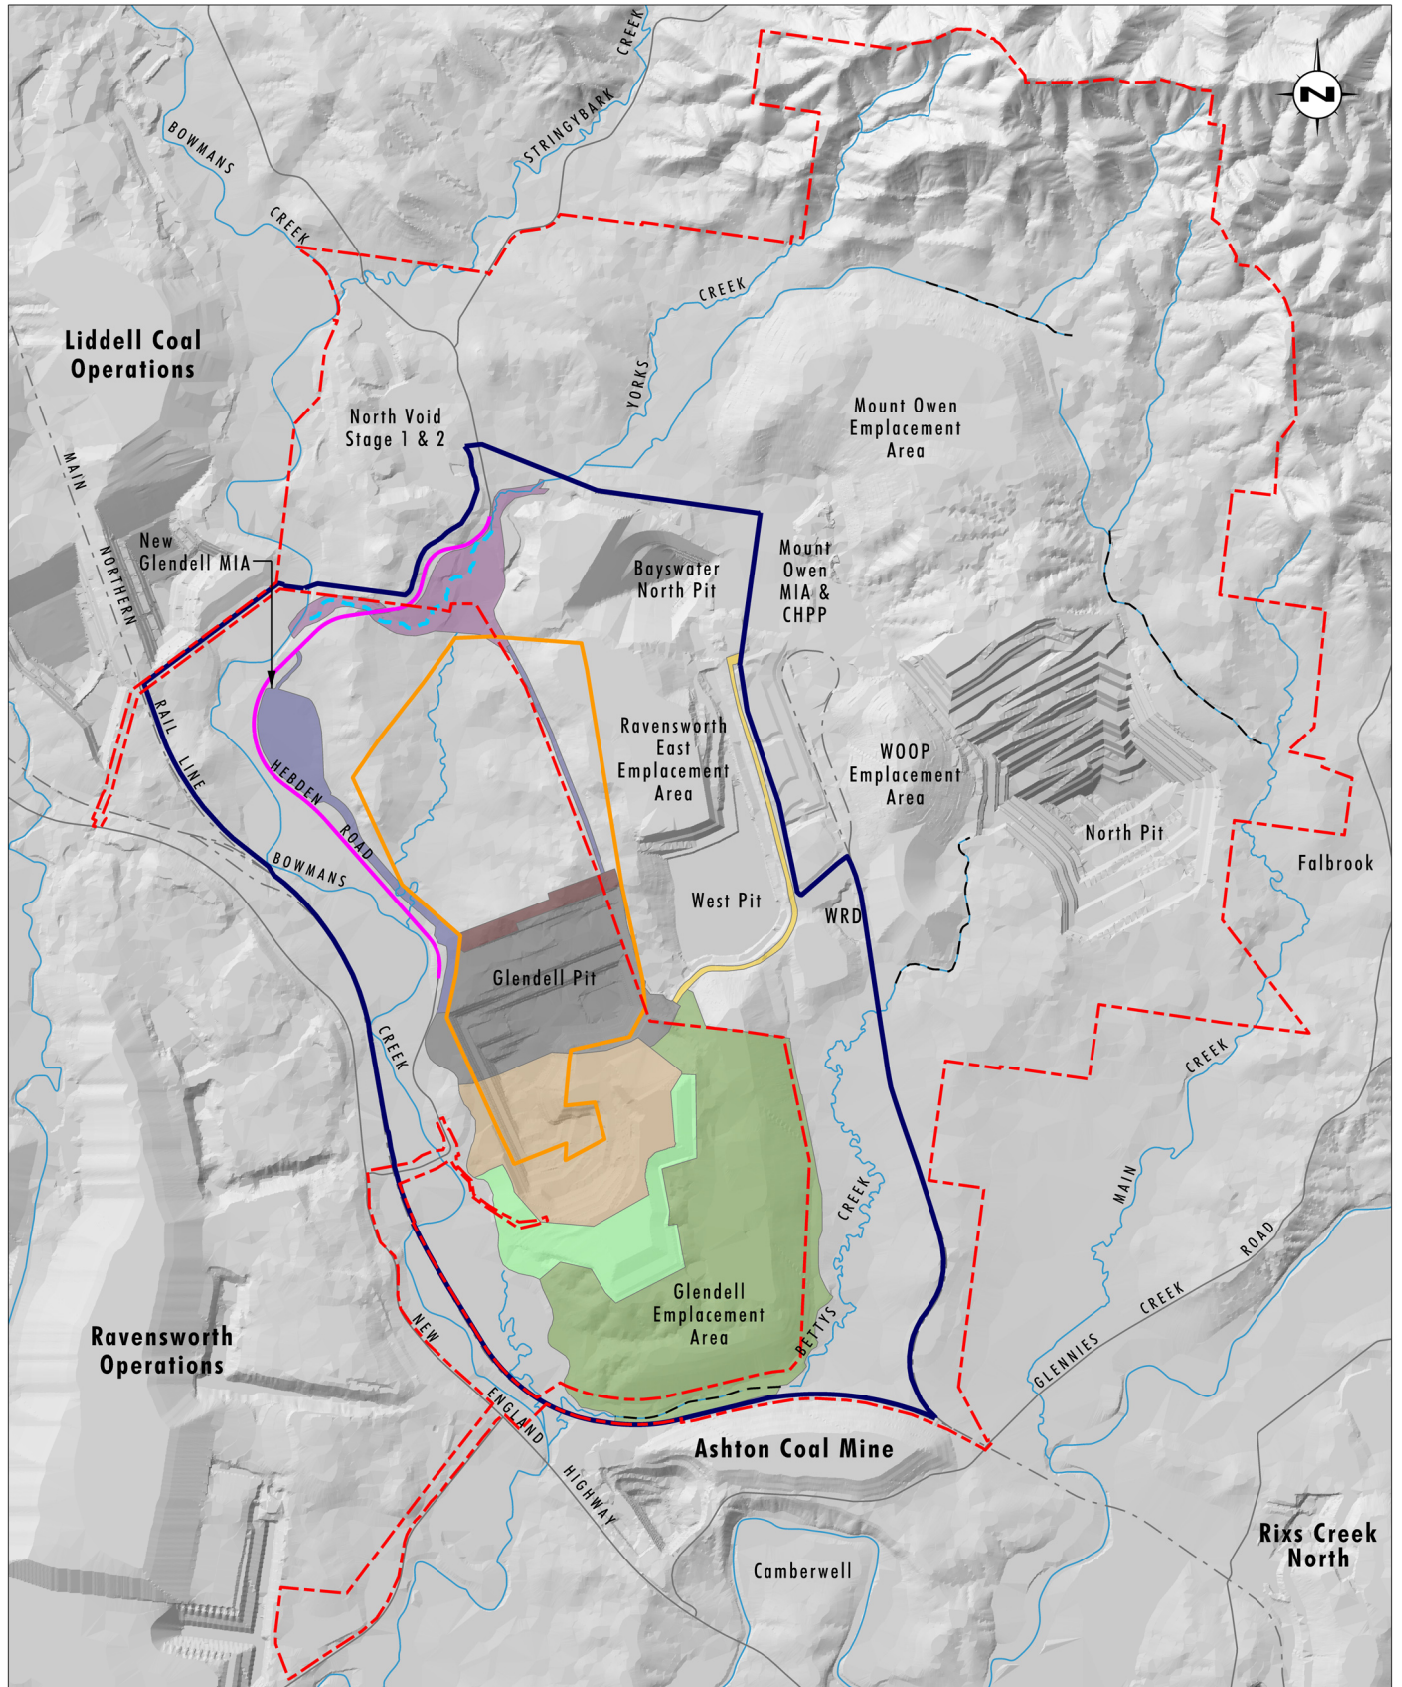 CREEK
STRINGYBARK
BOWMANS
CREEK
N
CREEK
YORKS
Liddell Coal
Operations
North Void
Stage 1 & 2
Mount Owen
Emplacement
Area
MAIN
NORTHERN
RAIL
LINE
New
Glendell MIA
Bayswater
North Pit
Mount
Owen
MIA &
CHPP
Ravensworth
East
Emplacement
Area
WOOP
Emplacement
Area
North Pit
Falbrook
HEBDEN
ROAD
BOWMANS
CREEK
West Pit
WRD
Glendell Pit
CREEK
MAIN
CREEK
BETTYS
Glendell
Emplacement
Area
ROAD
CREEK
GLENNIES
Ravensworth
Operations
NEW
ENGLAND
HIGHWAY
Ashton Coal Mine
Camberwell
Rixs Creek
North